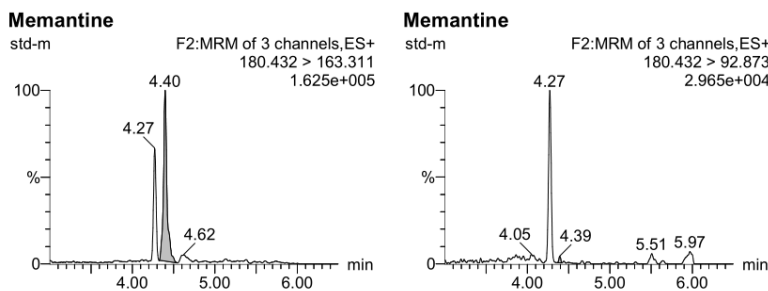 Memantine
std-m
F2:MRM of 3 channels,ES+
180.432 > 163.311
1.625e+005
4.40
100
4.27
%
4.62
0
4.00 5.00 6.00 min
Memantine
std-m
F2:MRM of 3 channels,ES+
180.432 > 92.873
2.965e+004
4.27
100
%
4.05 4.39 5.51 5.97
0
4.00 5.00 6.00 min